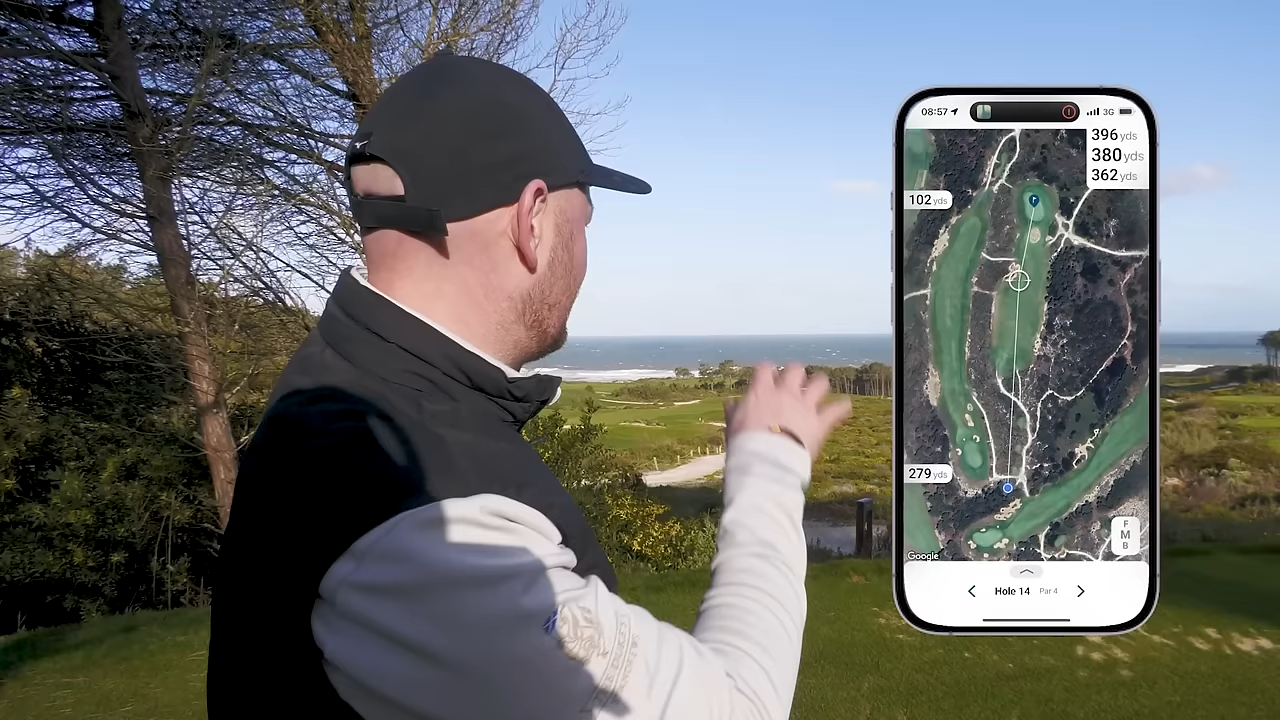 08:57 3G
396 yds
380 yds
362 yds
102 yds
279 yds
F
M
B
Google
Hole 14 Par 4